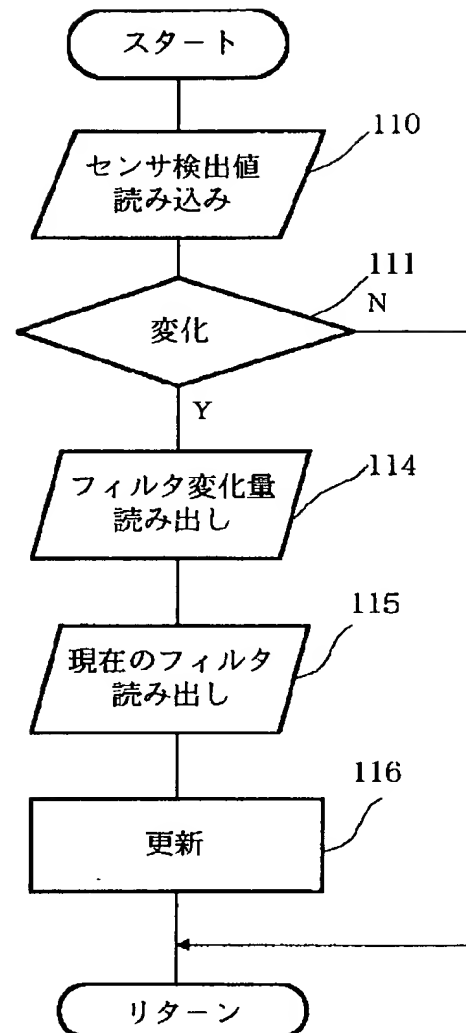 スタート
110
センサ検出値
読み込み
111
N
変化
Y
114
フィルタ変化量
読み出し
115
現在のフィルタ
読み出し
116
更新
リターン